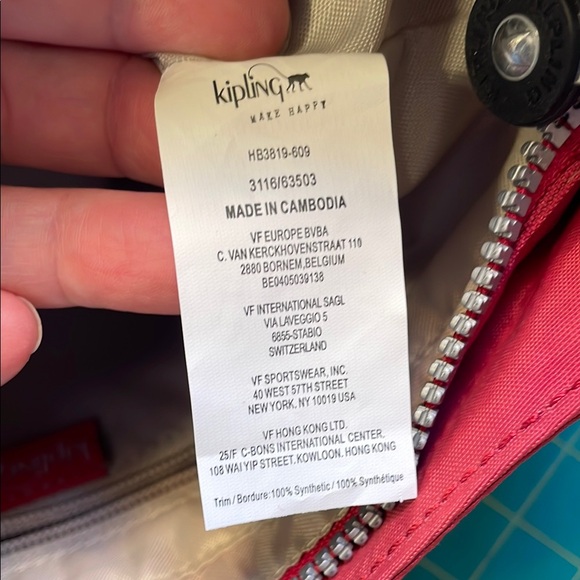 kipling
MAKE HAPPY
HB3819-609
3116/63503
MADE IN CAMBODIA
VF EUROPE BVBA
C. VAN KERCKHOVENSTRAAT 110
2880 BORNEM,BELGIUM
BE0405039138
VF INTERNATIONAL SAGL
VIA LAVEGGIO 5
6855-STABIO
SWITZERLAND
VF SPORTSWEAR, INC.
40 WEST 57TH STREET
NEW YORK, NY 10019 USA
VF HONG KONG LTD.
25/F C-BONS INTERNATIONAL CENTER,
108 WAI YIP STREET, KOWLOON, HONG KONG
Trim / Bordure: 100% Synthetic / 100% Synthétique
KIPLING
kipling